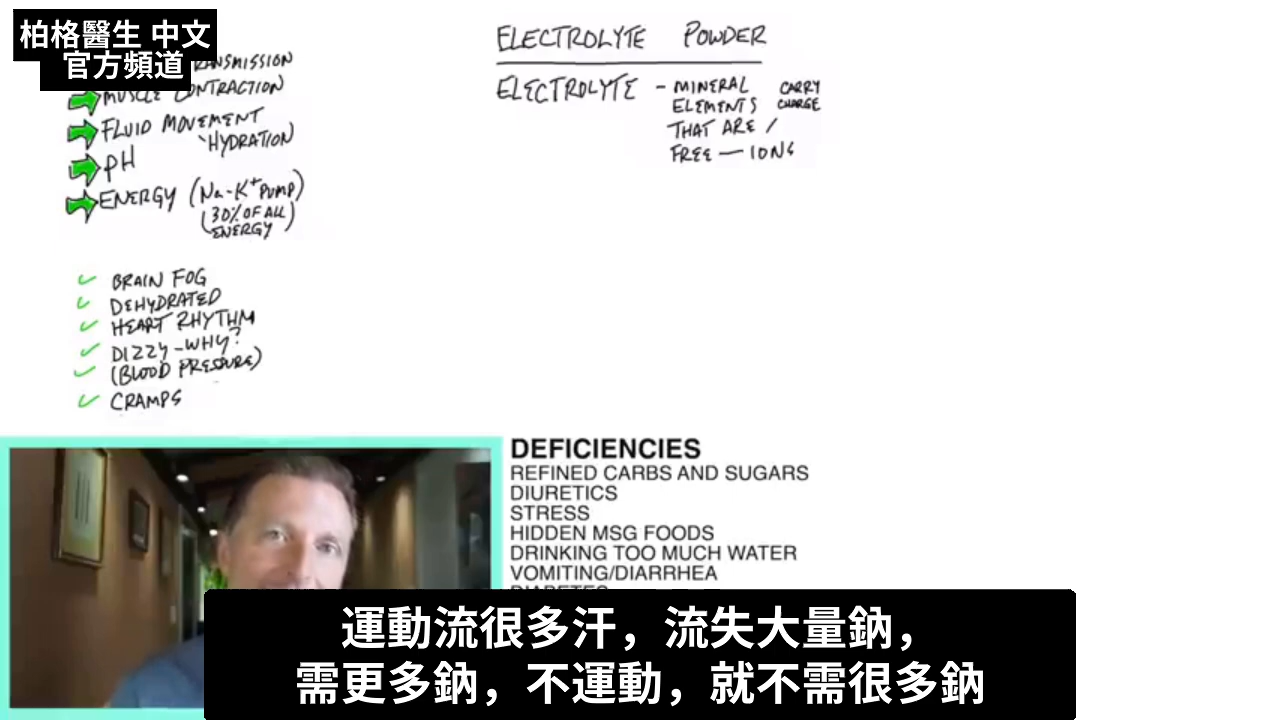 柏格醫生 中文
官方頻道
RANSMISSION
MUSCLE CONTRACTION
FLUID MOVEMENT
HYDRATION
PH
ENERGY (Na-K+ PUMP)
(30% OF ALL
ENERGY)
BRAIN FOG
DEHYDRATED
HEART RHYTHM
DIZZY-WHY?
(BLOOD PRESSURE)
CRAMPS
ELECTROLYTE POWDER
ELECTROLYTE - MINERAL CARRY
ELEMENTS CHARGE
THAT ARE /
FREE — IONS
DEFICIENCIES
REFINED CARBS AND SUGARS
DIURETICS
STRESS
HIDDEN MSG FOODS
DRINKING TOO MUCH WATER
VOMITING/DIARRHEA
DIABETES
運動流很多汗，流失大量鈉，
需更多鈉，不運動，就不需很多鈉